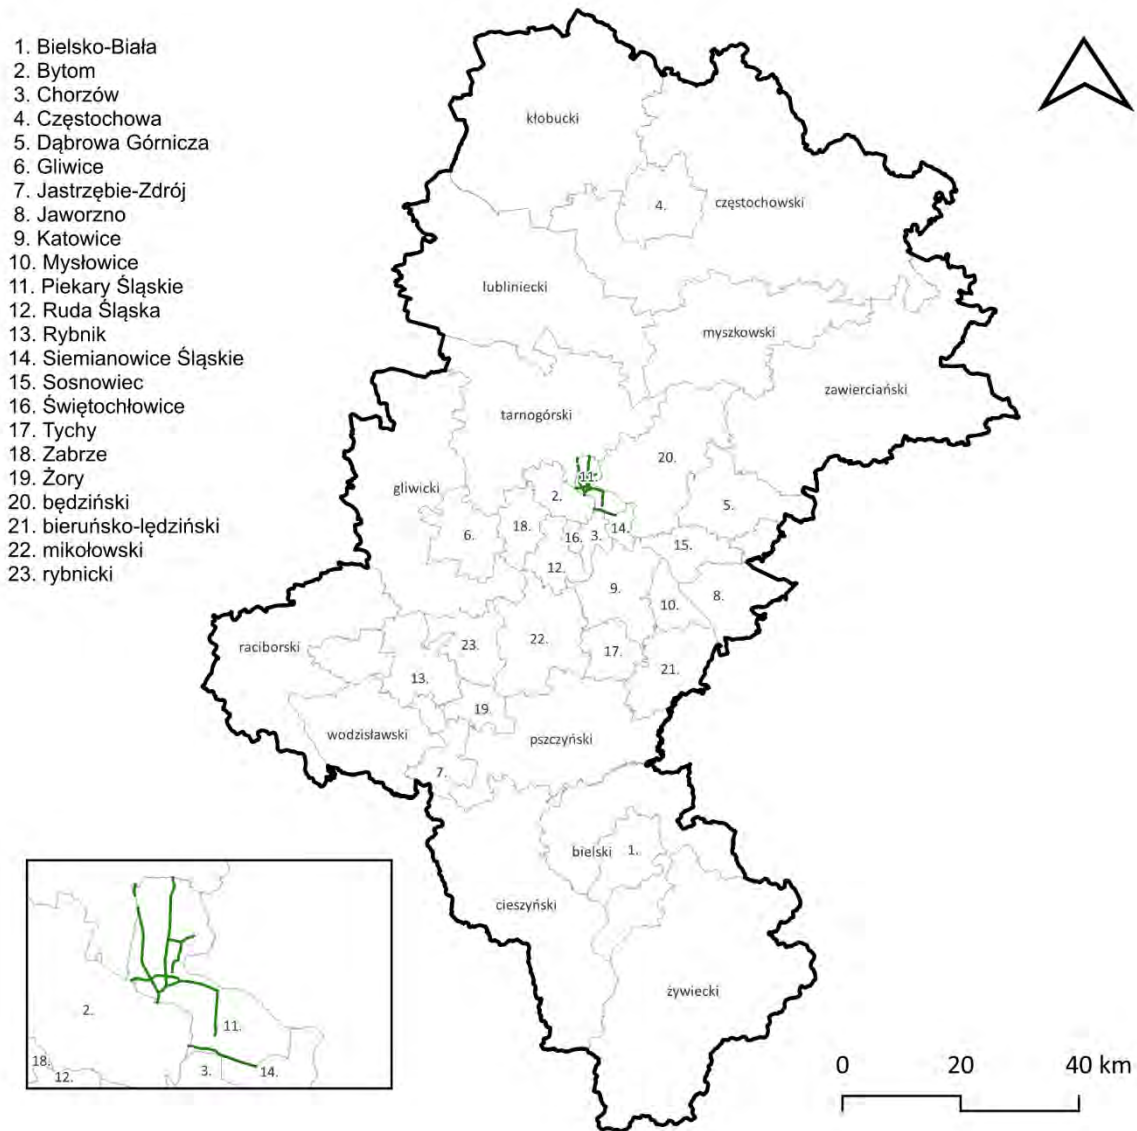 1. Bielsko-Biała
2. Bytom
3. Chorzów
4. Częstochowa
5. Dąbrowa Górnicza
6. Gliwice
7. Jastrzębie-Zdrój
8. Jaworzno
9. Katowice
10. Mysłowice
11. Piekary Śląskie
12. Ruda Śląska
13. Rybnik
14. Siemianowice Śląskie
15. Sosnowiec
16. Świętochłowice
17. Tychy
18. Zabrze
19. Żory
20. będziński
21. bieruńsko-lędziński
22. mikołowski
23. rybnicki
kłobucki
4.
częstochowski
lubliniecki
myszkowski
zawierciański
tarnogórski
20.
11.
gliwicki
2.
5.
6.
18.
16.
3.
14.
15.
12.
9.
10.
8.
raciborski
23.
22.
17.
21.
13.
19.
wodzisławski
pszczyński
7.
bielski
1.
cieszyński
żywiecki
2.
11.
18.
12.
3.
14.
0 20 40 km